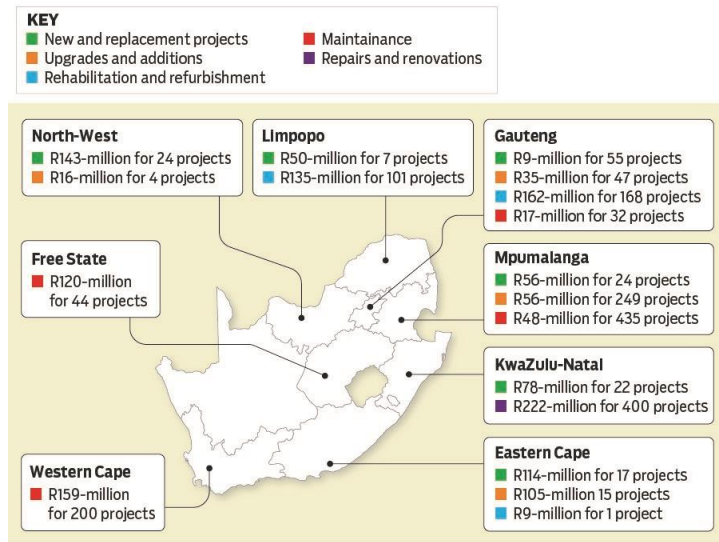 KEY
New and replacement projects
Upgrades and additions
Rehabilitation and refurbishment
Maintainance
Repairs and renovations
North-West
R143-million for 24 projects
R16-million for 4 projects
Limpopo
R50-million for 7 projects
R135-million for 101 projects
Gauteng
R9-million for 55 projects
R35-million for 47 projects
R162-million for 168 projects
R17-million for 32 projects
Free State
R120-million
for 44 projects
Mpumalanga
R56-million for 24 projects
R56-million for 249 projects
R48-million for 435 projects
KwaZulu-Natal
R78-million for 22 projects
R222-million for 400 projects
Western Cape
R159-million
for 200 projects
Eastern Cape
R114-million for 17 projects
R105-million 15 projects
R9-million for 1 project